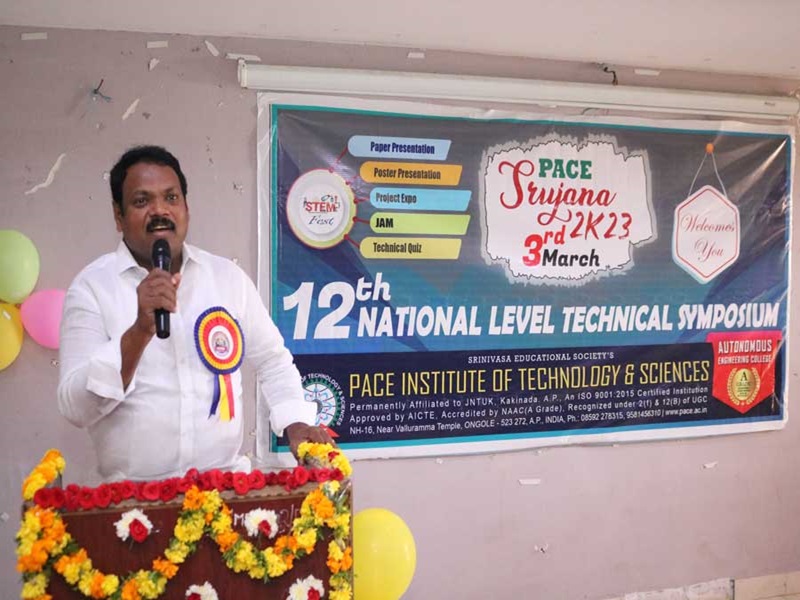 Paper Presentation
Poster Presentation
Project Expo
JAM
Technical Quiz
STEM
Fest
PACE
Srujana
2K23
3rd March
Welcomes
You
12th
NATIONAL LEVEL TECHNICAL SYMPOSIUM
SRINIVASA EDUCATIONAL SOCIETY'S
PACE INSTITUTE OF TECHNOLOGY & SCIENCES
Permanently Affiliated to JNTUK, Kakinada, A.P., An ISO 9001:2015 Certified Institution
Approved by AICTE, Accredited by NAAC(A Grade), Recognized under 2(f) & 12(B) of UGC
NH-16, Near Valluramma Temple, ONGOLE - 523 272, A.P., INDIA, Ph.: 08592 278315, 9581456310 | www.pace.ac.in
AUTONOMOUS
ENGINEERING COLLEGE
A